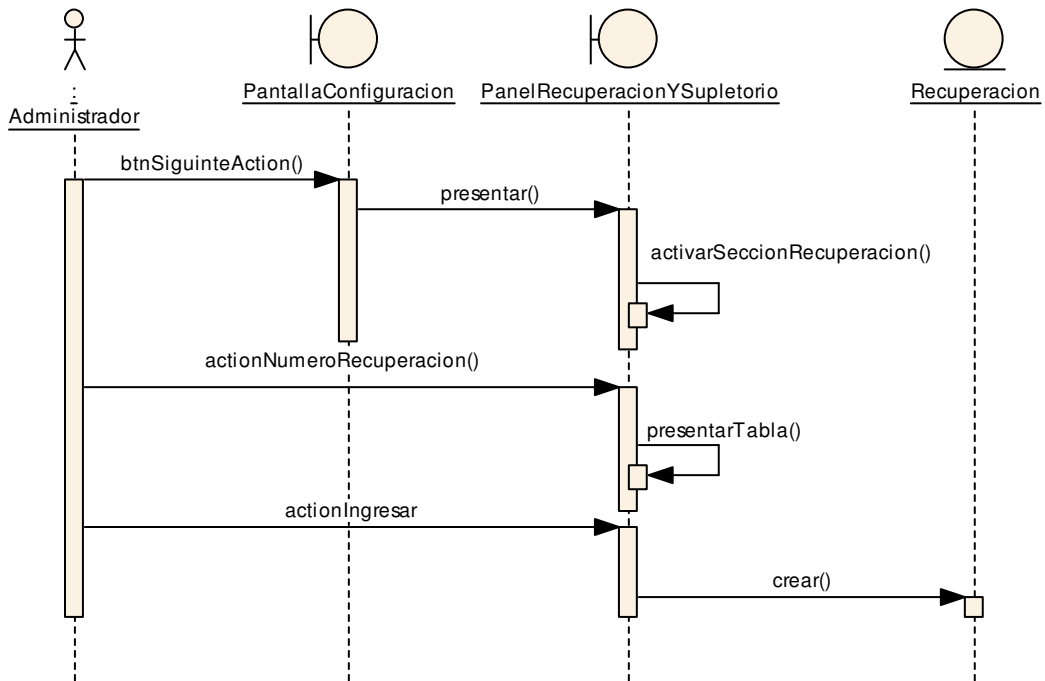 :
Administrador
PantallaConfiguracion
PanelRecuperacionYSupletorio
Recuperacion
btnSiguinteAction()
presentar()
activarSeccionRecuperacion()
actionNumeroRecuperacion()
presentarTabla()
actionIngresar
crear()